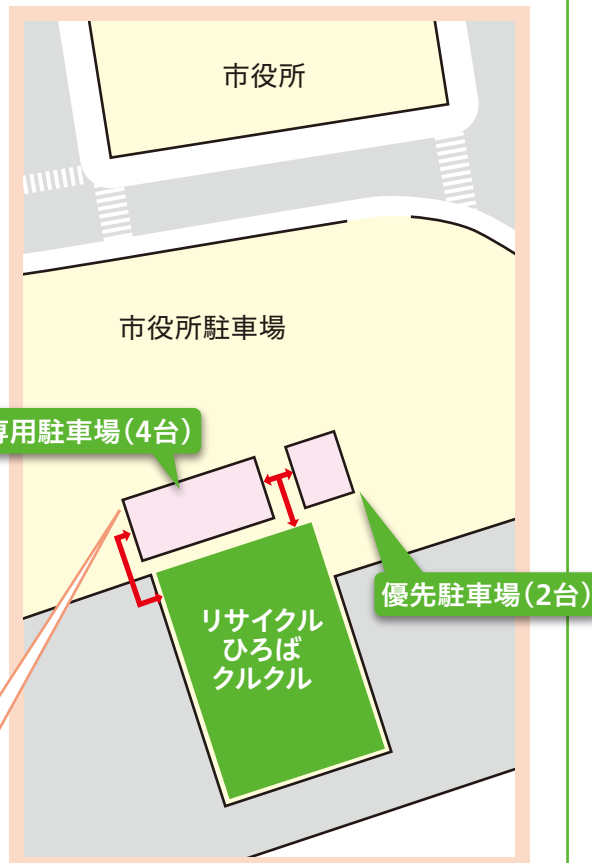 市役所
市役所駐車場
専用駐車場(4台)
優先駐車場(2台)
リサイクル
ひろば
クルクル